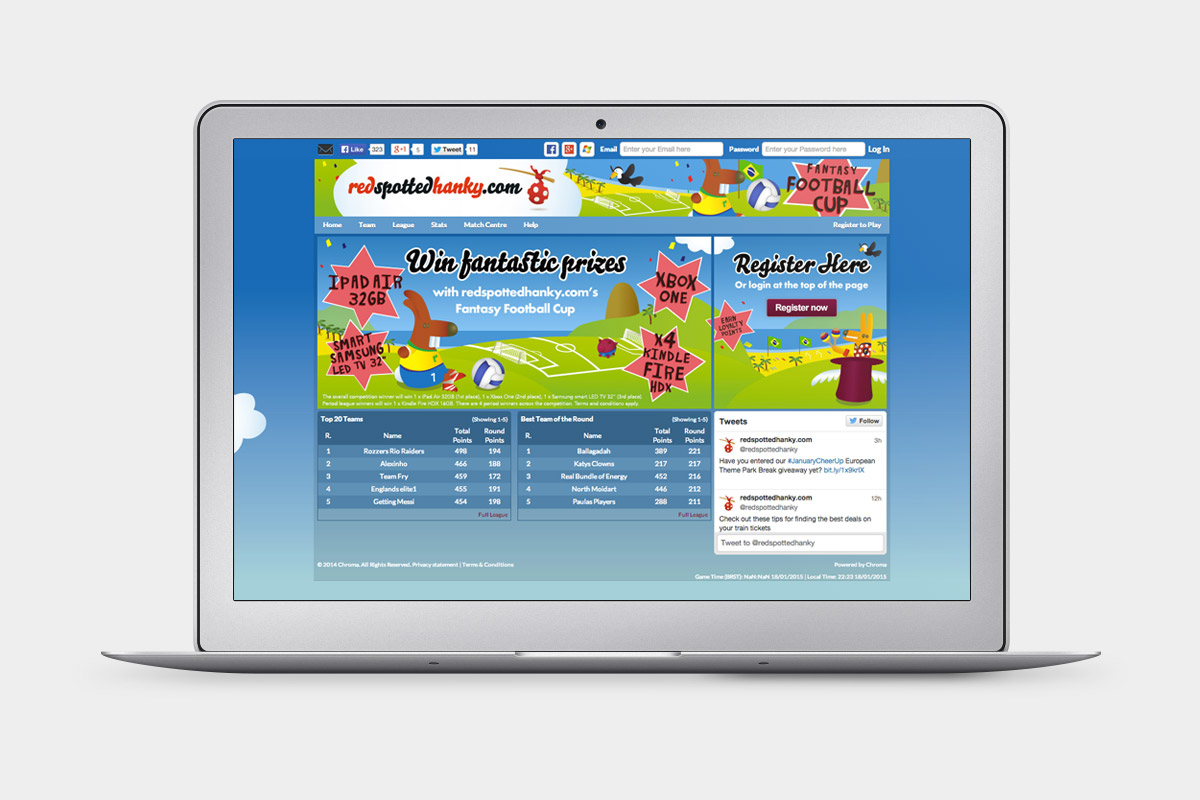 Like 323
g+1 5
Tweet 11
Email Enter your Email here Password Enter your Password here Log In
redspottedhanky.com
FANTASY
FOOTBALL
CUP
Home Team League Stats Match Centre Help Register to Play
Win fantastic prizes
with redspottedhanky.com's
Fantasy Football Cup
IPAD AIR
32GB
SMART
SAMSUNG
LED TV 32"
XBOX
ONE
X4
KINDLE
FIRE
HDX
1
The overall competition winner will win 1 x iPad Air 32GB (1st place), 1 x Xbox One (2nd place), 1 x Samsung smart LED TV 32" (3rd place).
Period league winners will win 1 x Kindle Fire HDX 16GB. There are 4 period winners across the competition. Terms and conditions apply.
Register Here
Or login at the top of the page
Register now
EARN
LOYALTY
POINTS
Top 20 Teams (Showing 1-5)
R. Name Total Points Round Points
1 Rozzers Rio Raiders 498 194
2 Alexinho 466 188
3 Team Fry 459 172
4 Englands elite1 455 191
5 Getting Messi 454 198
Full League
Best Team of the Round (Showing 1-5)
R. Name Total Points Round Points
1 Ballagadah 389 221
2 Katys Clowns 217 217
3 Real Bundle of Energy 452 216
4 North Moidart 446 212
5 Paulas Players 288 211
Full League
Tweets Follow
redspottedhanky.com 3h
@redspottedhanky
Have you entered our #JanuaryCheerUp European
Theme Park Break giveaway yet? bit.ly/1x9krIX
redspottedhanky.com 12h
@redspottedhanky
Check out these tips for finding the best deals on
your train tickets
Tweet to @redspottedhanky
© 2014 Chroma. All Rights Reserved. Privacy statement | Terms & Conditions Powered by Chroma
Game Time (BRST): NaN:NaN 18/01/2015 | Local Time: 22:23 18/01/2015